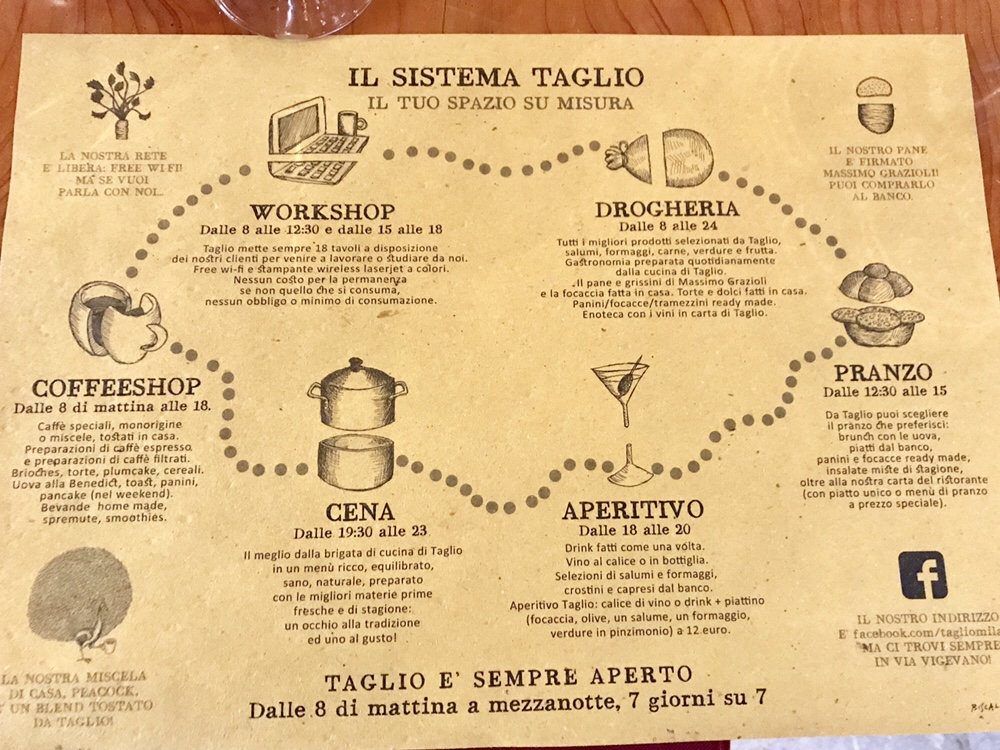 IL SISTEMA TAGLIO
IL TUO SPAZIO SU MISURA
LA NOSTRA RETE
E' LIBERA: FREE WI FI!
MA SE VUOI
PARLA CON NOI...
IL NOSTRO PANE
E' FIRMATO
MASSIMO GRAZIOLI!
PUOI COMPRARLO
AL BANCO.
WORKSHOP
Dalle 8 alle 12:30 e dalle 15 alle 18
Taglio mette sempre 18 tavoli a disposizione
dei nostri clienti per venire a lavorare o studiare da noi.
Free wi-fi e stampante wireless laserjet a colori.
Nessun costo per la permanenza
se non quello che si consuma,
nessun obbligo o minimo di consumazione.
DROGHERIA
Dalle 8 alle 24
Tutti i migliori prodotti selezionati da Taglio,
salumi, formaggi, carne, verdure e frutta.
Gastronomia preparata quotidianamente
dalla cucina di Taglio.
Il pane e grissini di Massimo Grazioli
e la focaccia fatta in casa. Torte e dolci fatti in casa.
Panini/focacce/tramezzini ready made.
Enoteca con i vini in carta di Taglio.
COFFEESHOP
Dalle 8 di mattina alle 18.
Caffè speciali, monorigine
o miscele, tostati in casa.
Preparazioni di caffè espresso
e preparazioni di caffè filtrati.
Brioches, torte, plumcake, cereali.
Uova alla Benedict, toast, panini,
pancake (nel weekend).
Bevande home made,
spremute, smoothies.
PRANZO
Dalle 12:30 alle 15
Da Taglio puoi scegliere
il pranzo che preferisci:
brunch con le uova,
piatti dal banco,
panini e focacce ready made,
insalate miste di stagione,
oltre alla nostra carta del ristorante
(con piatto unico o menù di pranzo
a prezzo speciale).
CENA
Dalle 19:30 alle 23
Il meglio dalla brigata di cucina di Taglio
in un menù ricco, equilibrato,
sano, naturale, preparato
con le migliori materie prime
fresche e di stagione:
un occhio alla tradizione
ed uno al gusto!
APERITIVO
Dalle 18 alle 20
Drink fatti come una volta.
Vino al calice o in bottiglia.
Selezioni di salumi e formaggi,
crostini e capresi dal banco.
Aperitivo Taglio: calice di vino o drink + piattino
(focaccia, olive, un salume, un formaggio,
verdure in pinzimonio) a 12 euro.
LA NOSTRA MISCELA
DI CASA, PEACOCK,
E' UN BLEND TOSTATO
DA TAGLIO!
f
IL NOSTRO INDIRIZZO
E' facebook.com/tagliomila
MA CI TROVI SEMPRE
IN VIA VIGEVANO!
TAGLIO E' SEMPRE APERTO
Dalle 8 di mattina a mezzanotte, 7 giorni su 7